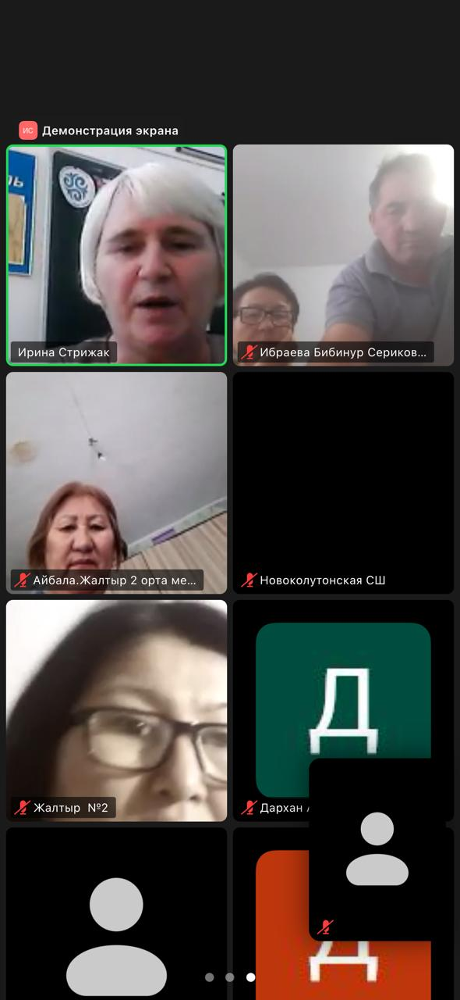 ИС Демонстрация экрана
Ирина Стрижак
Ибраева Бибинур Сериков...
Айбала.Жалтыр 2 орта ме...
Новоколутонская СШ
Д
Жалтыр №2
Дархан
Д